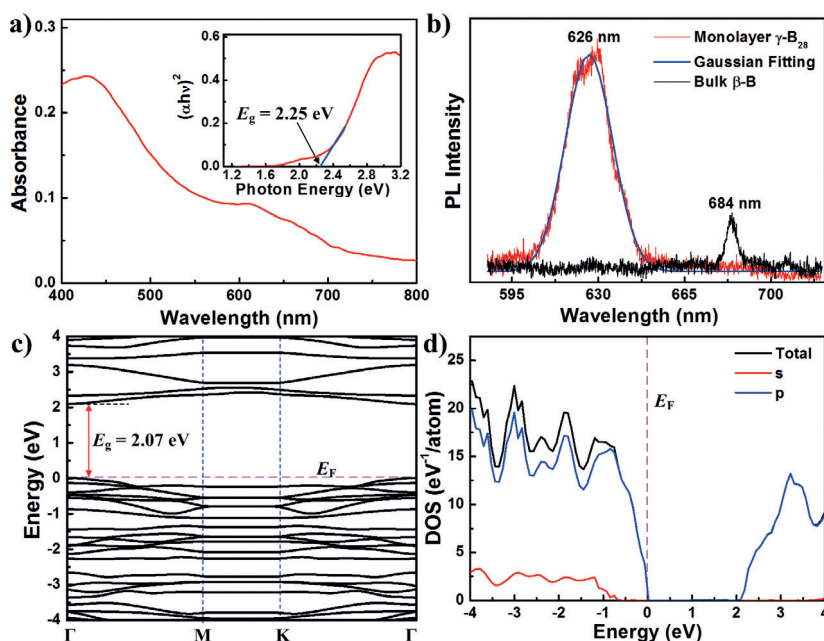 a)
Absorbance
0.3
0.2
0.1
0.0
400 500 600 700 800
Wavelength (nm)
(αhν)²
0.6
0.4
0.2
0.0
Eg = 2.25 eV
1.2 1.6 2.0 2.4 2.8 3.2
Photon Energy (eV)
b)
PL Intensity
626 nm
Monolayer γ-B28
Gaussian Fitting
Bulk β-B
684 nm
595 630 665 700
Wavelength (nm)
c)
Energy (eV)
4
3
2
1
0
-1
-2
-3
-4
Eg = 2.07 eV
EF
Γ M K Γ
d)
DOS (eV⁻¹/atom)
25
20
15
10
5
0
EF
Total
s
p
-4 -3 -2 -1 0 1 2 3 4
Energy (eV)